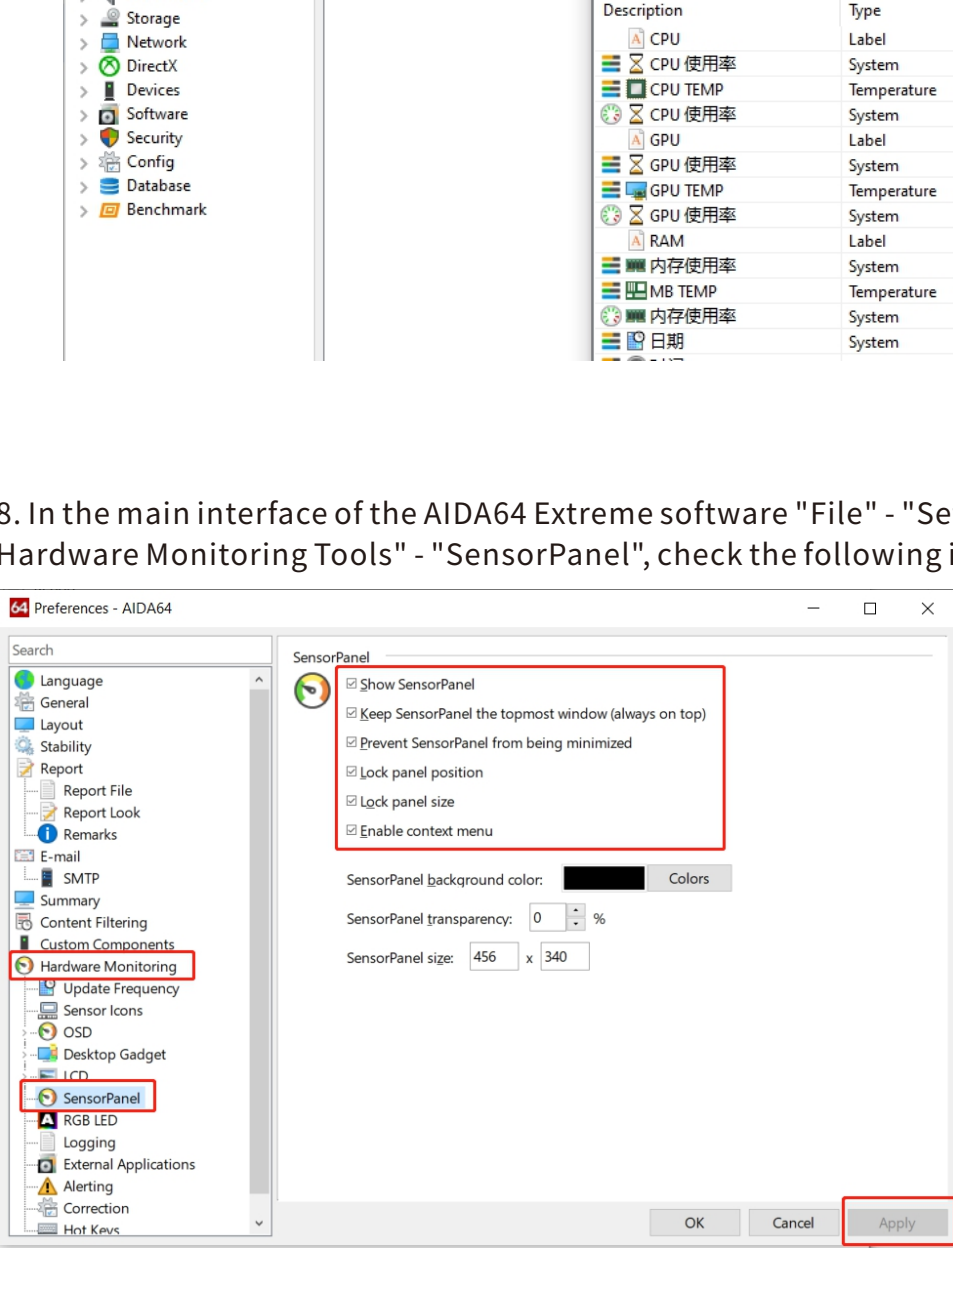 Description Type
Storage
CPU Label
Network
CPU 使用率 System
DirectX
Devices
CPU TEMP Temperature
Software
CPU 使用率 System
Security
GPU Label
Config
GPU 使用率 System
Database
GPU TEMP Temperature
Benchmark
GPU 使用率 System
RAM Label
内存使用率 System
MB TEMP Temperature
内存使用率 System
日期 System
8. In the main interface of the AIDA64 Extreme software "File" - "Se
Hardware Monitoring Tools" - "SensorPanel", check the following i
64 Preferences - AIDA64
Search
Language
General
Layout
Stability
Report
Report File
Report Look
Remarks
E-mail
SMTP
Summary
Content Filtering
Custom Components
Hardware Monitoring
Update Frequency
Sensor Icons
OSD
Desktop Gadget
LCD
SensorPanel
RGB LED
Logging
External Applications
Alerting
Correction
Hot Keys
SensorPanel
Show SensorPanel
Keep SensorPanel the topmost window (always on top)
Prevent SensorPanel from being minimized
Lock panel position
Lock panel size
Enable context menu
SensorPanel background color: Colors
SensorPanel transparency: 0 %
SensorPanel size: 456 x 340
OK Cancel Apply